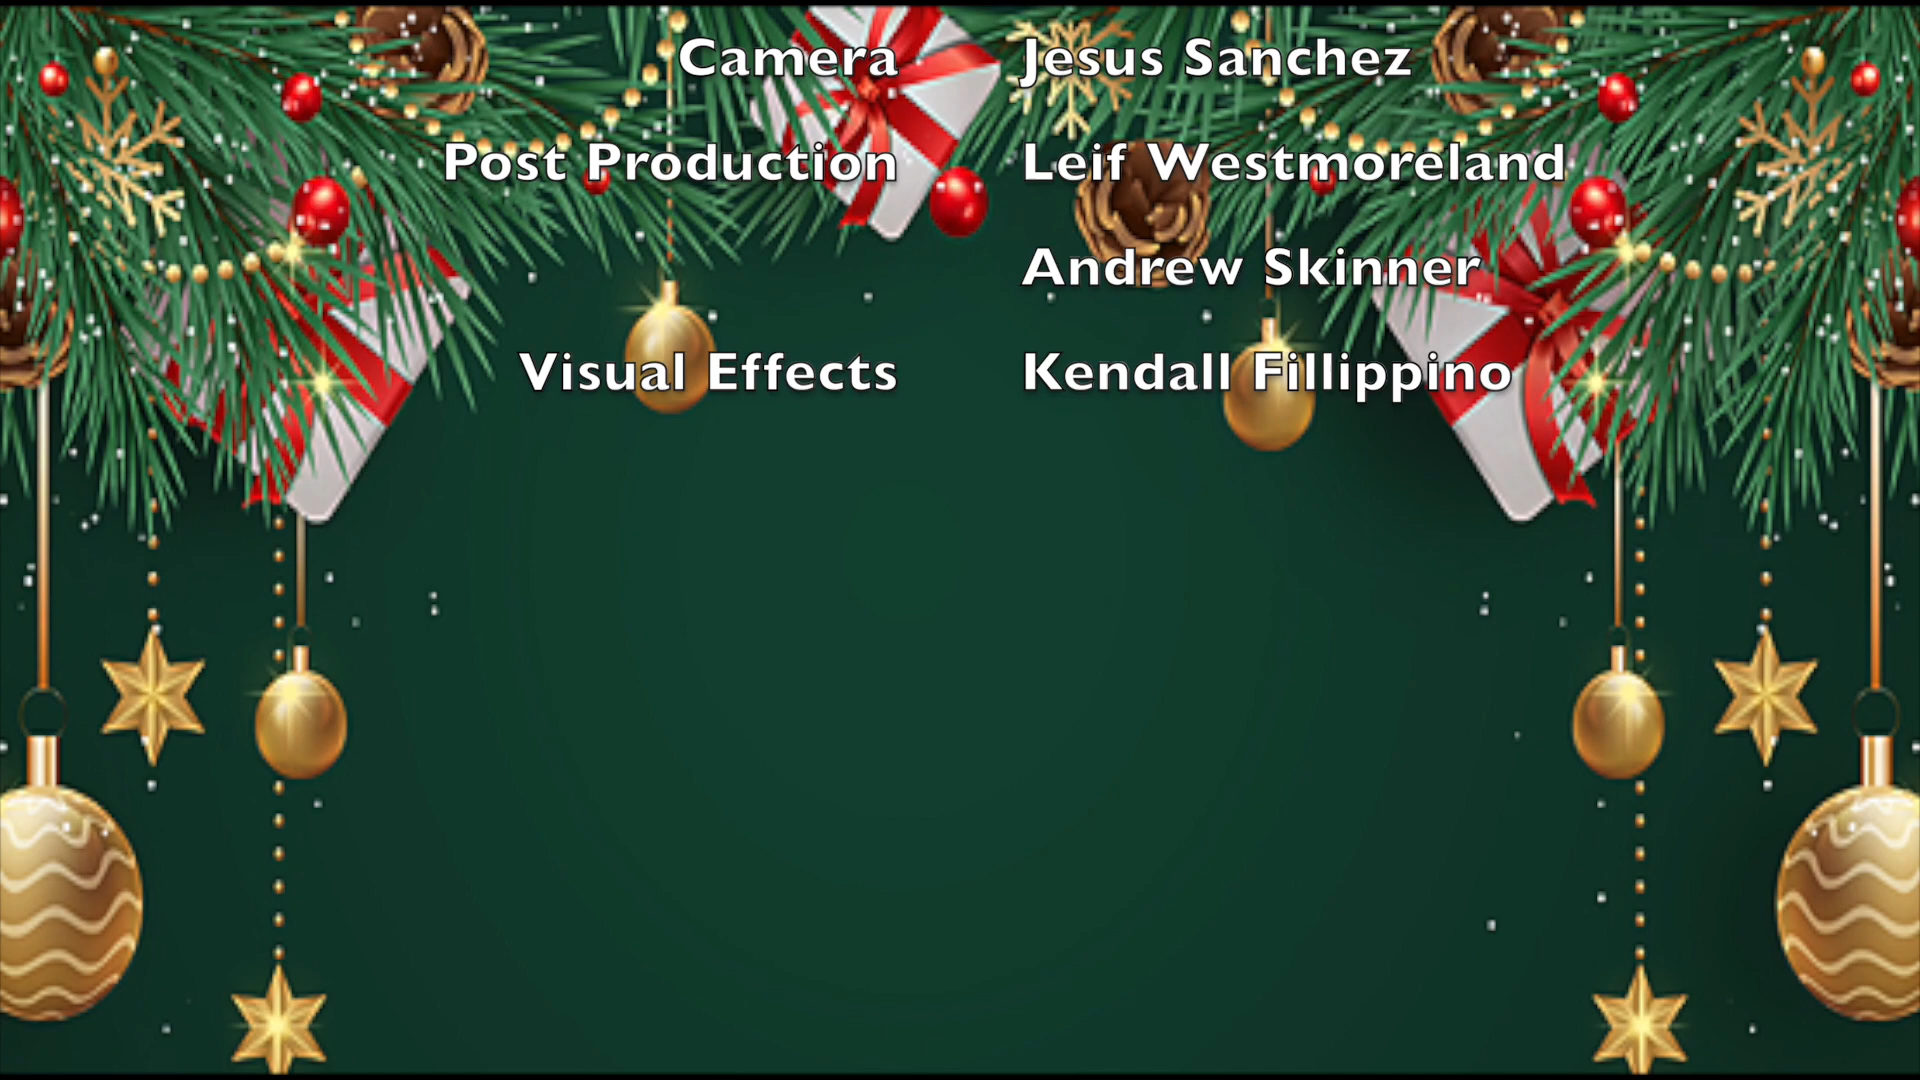 Camera Jesus Sanchez
Post Production Leif Westmoreland
Andrew Skinner
Visual Effects Kendall Fillippino